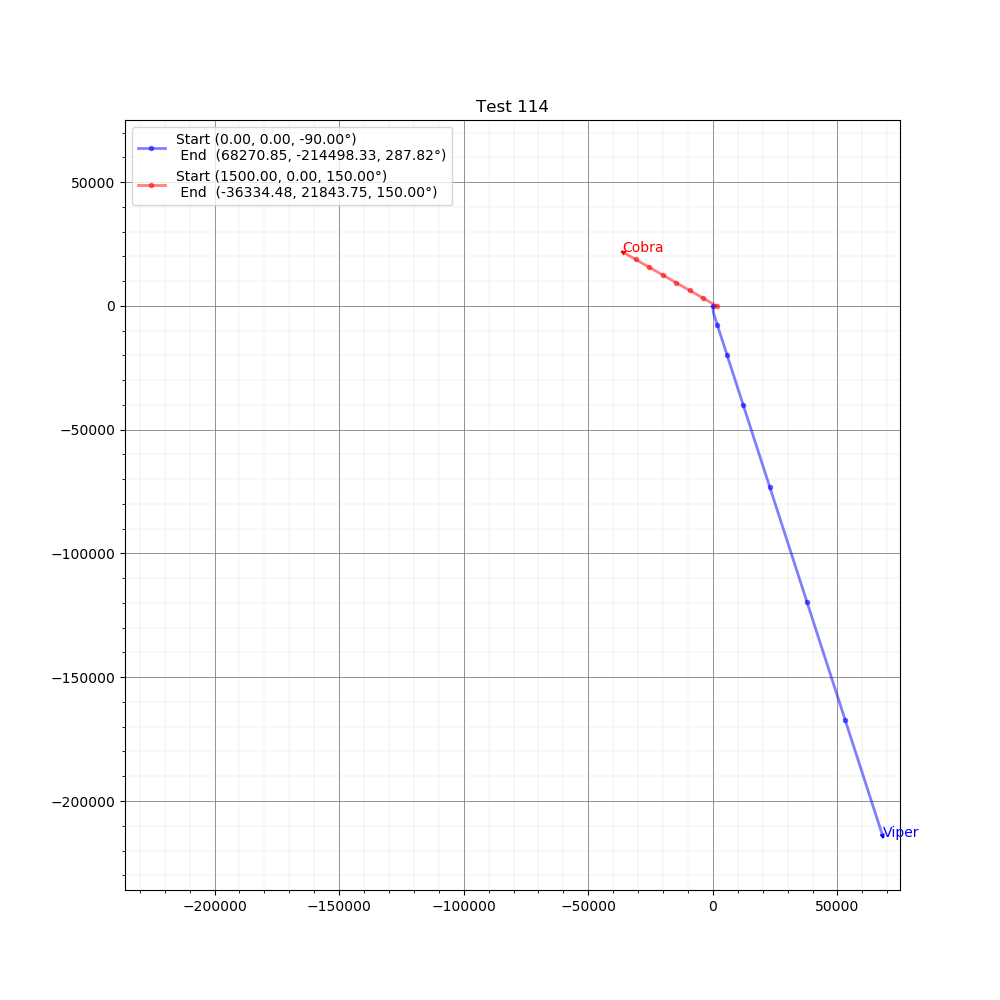 Test 114
Start (0.00, 0.00, -90.00°)
End (68270.85, -214498.33, 287.82°)
Start (1500.00, 0.00, 150.00°)
End (-36334.48, 21843.75, 150.00°)
50000
Cobra
0
−50000
−100000
−150000
−200000
Viper
−200000
−150000
−100000
−50000
0
50000